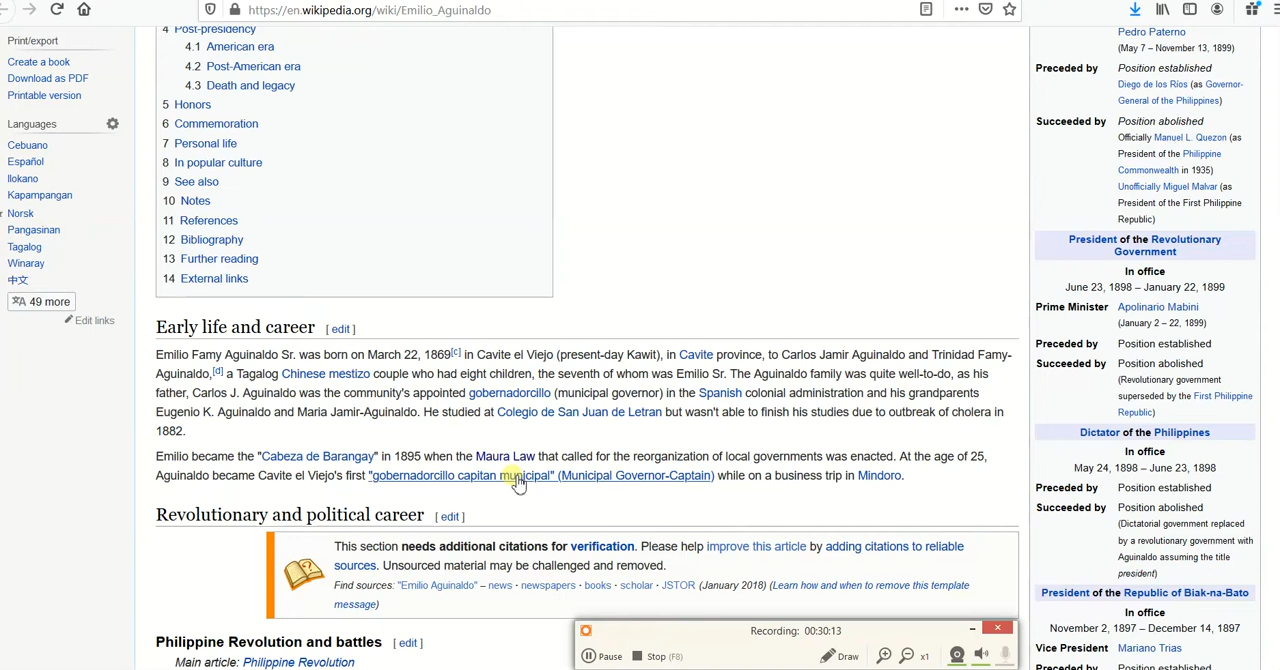 https://en.wikipedia.org/wiki/Emilio_Aguinaldo
Print/export
Create a book
Download as PDF
Printable version
Languages
Cebuano
Español
Ilokano
Kapampangan
Norsk
Pangasinan
Tagalog
Winaray
中文
49 more
Edit links
4 Post-presidency
4.1 American era
4.2 Post-American era
4.3 Death and legacy
5 Honors
6 Commemoration
7 Personal life
8 In popular culture
9 See also
10 Notes
11 References
12 Bibliography
13 Further reading
14 External links
Early life and career [ edit ]
Emilio Famy Aguinaldo Sr. was born on March 22, 1869[c] in Cavite el Viejo (present-day Kawit), in Cavite province, to Carlos Jamir Aguinaldo and Trinidad Famy-
Aguinaldo,[d] a Tagalog Chinese mestizo couple who had eight children, the seventh of whom was Emilio Sr. The Aguinaldo family was quite well-to-do, as his
father, Carlos J. Aguinaldo was the community's appointed gobernadorcillo (municipal governor) in the Spanish colonial administration and his grandparents
Eugenio K. Aguinaldo and Maria Jamir-Aguinaldo. He studied at Colegio de San Juan de Letran but wasn't able to finish his studies due to outbreak of cholera in
1882.
Emilio became the "Cabeza de Barangay" in 1895 when the Maura Law that called for the reorganization of local governments was enacted. At the age of 25,
Aguinaldo became Cavite el Viejo's first "gobernadorcillo capitan municipal" (Municipal Governor-Captain) while on a business trip in Mindoro.
Revolutionary and political career [ edit ]
This section needs additional citations for verification. Please help improve this article by adding citations to reliable
sources. Unsourced material may be challenged and removed.
Find sources: "Emilio Aguinaldo" – news · newspapers · books · scholar · JSTOR (January 2018) (Learn how and when to remove this template
message)
Philippine Revolution and battles [ edit ]
Main article: Philippine Revolution
Pedro Paterno
(May 7 – November 13, 1899)
Preceded by Position established
Diego de los Ríos (as Governor-
General of the Philippines)
Succeeded by Position abolished
Officially Manuel L. Quezon (as
President of the Philippine
Commonwealth in 1935)
Unofficially Miguel Malvar (as
President of the First Philippine
Republic)
President of the Revolutionary
Government
In office
June 23, 1898 – January 22, 1899
Prime Minister Apolinario Mabini
(January 2 – 22, 1899)
Preceded by Position established
Succeeded by Position abolished
(Revolutionary government
superseded by the First Philippine
Republic)
Dictator of the Philippines
In office
May 24, 1898 – June 23, 1898
Preceded by Position established
Succeeded by Position abolished
(Dictatorial government replaced
by a revolutionary government with
Aguinaldo assuming the title
president)
President of the Republic of Biak-na-Bato
In office
November 2, 1897 – December 14, 1897
Vice President Mariano Trias
Preceded by Position established
Recording: 00:30:13
Pause Stop (F8) Draw x1